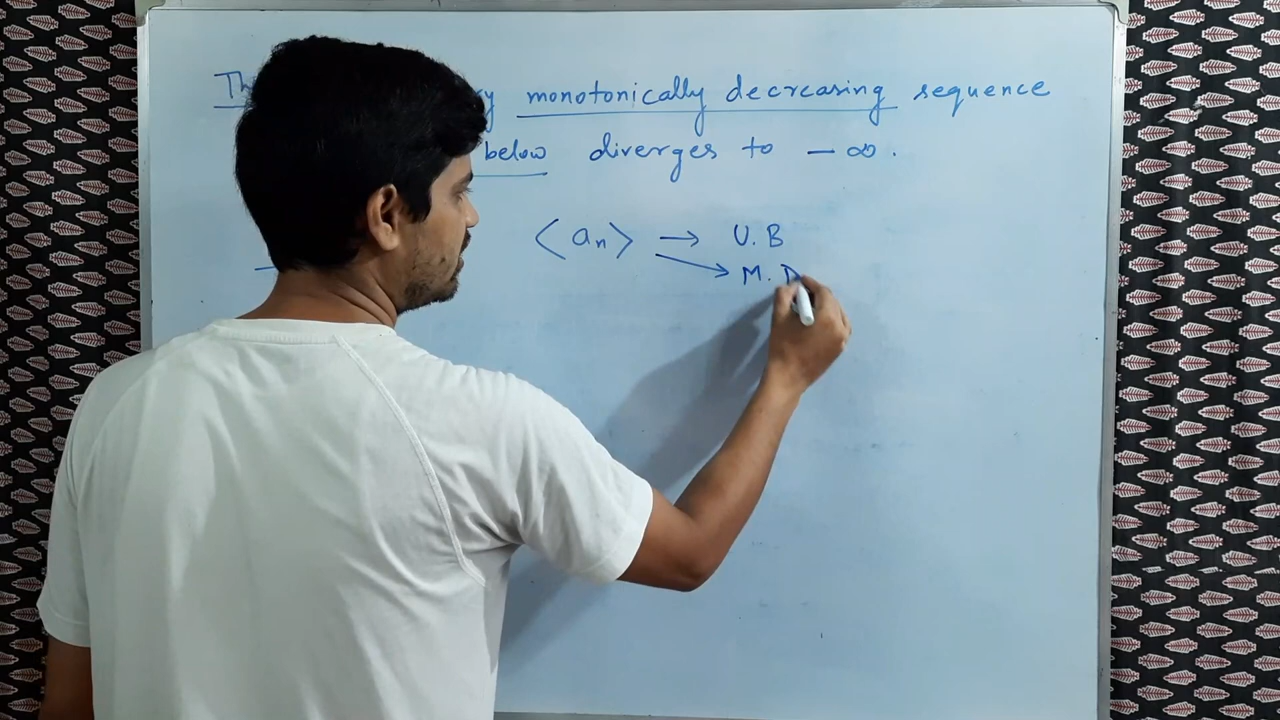 monotonically decreasing sequence
below diverges to - ∞.
⟨an⟩ → U.B
→ M.D